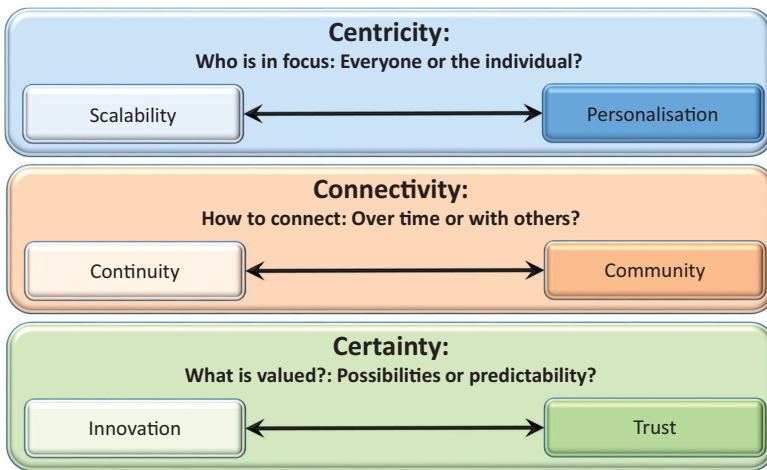 Centricity:
Who is in focus: Everyone or the individual?
Scalability
Personalisation
Connectivity:
How to connect: Over time or with others?
Continuity
Community
Certainty:
What is valued?: Possibilities or predictability?
Innovation
Trust